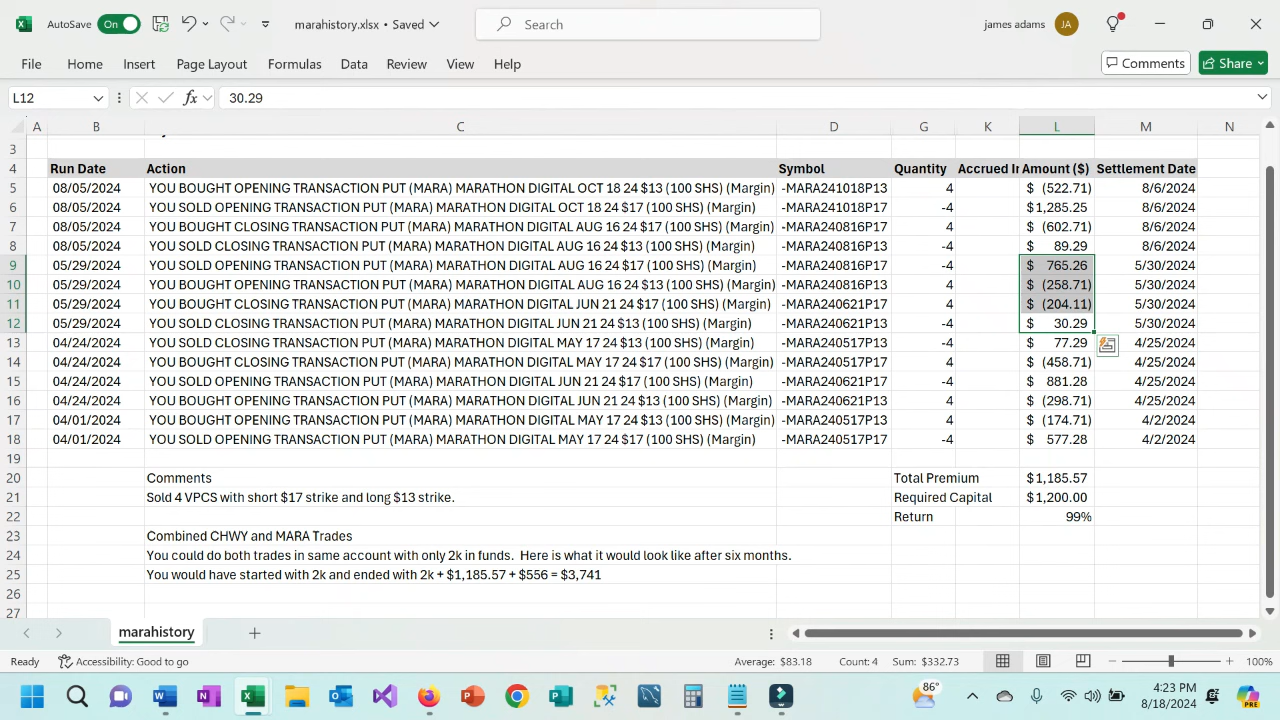 AutoSave On marahistory.xlsx • Saved Search james adams JA
File Home Insert Page Layout Formulas Data Review View Help Comments Share
L12 fx 30.29
A B C D G K L M N
3
4 Run Date Action Symbol Quantity Accrued In Amount ($) Settlement Date
5 08/05/2024 YOU BOUGHT OPENING TRANSACTION PUT (MARA) MARATHON DIGITAL OCT 18 24 $13 (100 SHS) (Margin) -MARA241018P13 4 $ (522.71) 8/6/2024
6 08/05/2024 YOU SOLD OPENING TRANSACTION PUT (MARA) MARATHON DIGITAL OCT 18 24 $17 (100 SHS) (Margin) -MARA241018P17 -4 $ 1,285.25 8/6/2024
7 08/05/2024 YOU BOUGHT CLOSING TRANSACTION PUT (MARA) MARATHON DIGITAL AUG 16 24 $17 (100 SHS) (Margin) -MARA240816P17 4 $ (602.71) 8/6/2024
8 08/05/2024 YOU SOLD CLOSING TRANSACTION PUT (MARA) MARATHON DIGITAL AUG 16 24 $13 (100 SHS) (Margin) -MARA240816P13 -4 $ 89.29 8/6/2024
9 05/29/2024 YOU SOLD OPENING TRANSACTION PUT (MARA) MARATHON DIGITAL AUG 16 24 $17 (100 SHS) (Margin) -MARA240816P17 -4 $ 765.26 5/30/2024
10 05/29/2024 YOU BOUGHT OPENING TRANSACTION PUT (MARA) MARATHON DIGITAL AUG 16 24 $13 (100 SHS) (Margin) -MARA240816P13 4 $ (258.71) 5/30/2024
11 05/29/2024 YOU BOUGHT CLOSING TRANSACTION PUT (MARA) MARATHON DIGITAL JUN 21 24 $17 (100 SHS) (Margin) -MARA240621P17 4 $ (204.11) 5/30/2024
12 05/29/2024 YOU SOLD CLOSING TRANSACTION PUT (MARA) MARATHON DIGITAL JUN 21 24 $13 (100 SHS) (Margin) -MARA240621P13 -4 $ 30.29 5/30/2024
13 04/24/2024 YOU SOLD CLOSING TRANSACTION PUT (MARA) MARATHON DIGITAL MAY 17 24 $13 (100 SHS) (Margin) -MARA240517P13 -4 $ 77.29 4/25/2024
14 04/24/2024 YOU BOUGHT CLOSING TRANSACTION PUT (MARA) MARATHON DIGITAL MAY 17 24 $17 (100 SHS) (Margin) -MARA240517P17 4 $ (458.71) 4/25/2024
15 04/24/2024 YOU SOLD OPENING TRANSACTION PUT (MARA) MARATHON DIGITAL JUN 21 24 $17 (100 SHS) (Margin) -MARA240621P17 -4 $ 881.28 4/25/2024
16 04/24/2024 YOU BOUGHT OPENING TRANSACTION PUT (MARA) MARATHON DIGITAL JUN 21 24 $13 (100 SHS) (Margin) -MARA240621P13 4 $ (298.71) 4/25/2024
17 04/01/2024 YOU BOUGHT OPENING TRANSACTION PUT (MARA) MARATHON DIGITAL MAY 17 24 $13 (100 SHS) (Margin) -MARA240517P13 4 $ (174.71) 4/2/2024
18 04/01/2024 YOU SOLD OPENING TRANSACTION PUT (MARA) MARATHON DIGITAL MAY 17 24 $17 (100 SHS) (Margin) -MARA240517P17 -4 $ 577.28 4/2/2024
19
20 Comments Total Premium $ 1,185.57
21 Sold 4 VPCS with short $17 strike and long $13 strike. Required Capital $ 1,200.00
22 Return 99%
23 Combined CHWY and MARA Trades
24 You could do both trades in same account with only 2k in funds. Here is what it would look like after six months.
25 You would have started with 2k and ended with 2k + $1,185.57 + $556 = $3,741
26
27
marahistory
Ready Accessibility: Good to go Average: $83.18 Count: 4 Sum: $332.73 100%
86° 4:23 PM
8/18/2024 PRE